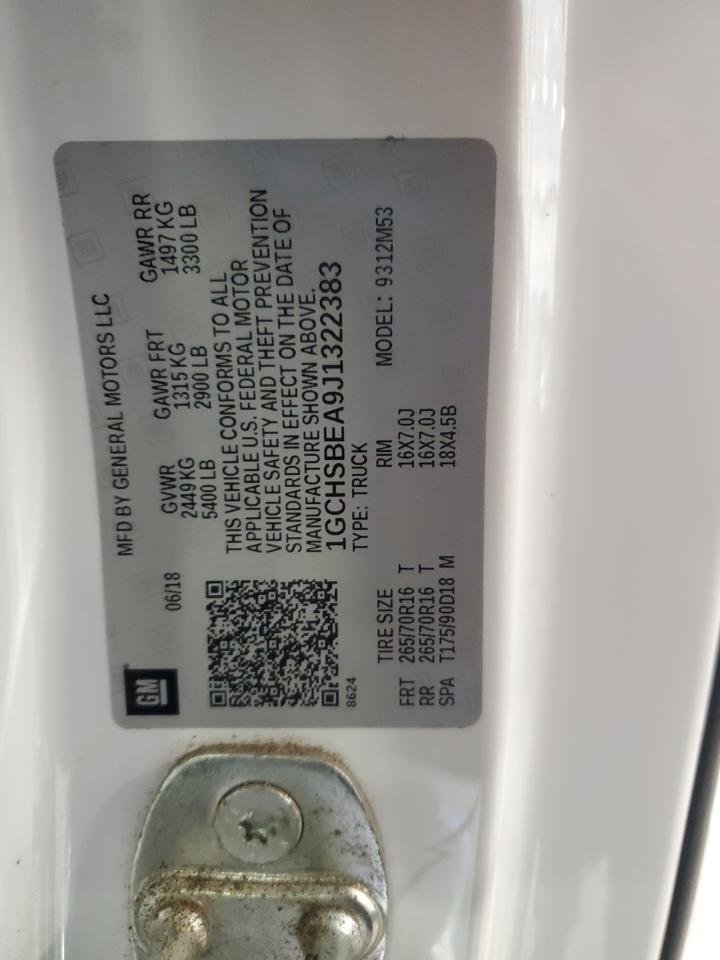 GM
06/18 MFD BY GENERAL MOTORS LLC
GVWR GAWR FRT GAWR RR
2449 KG 1315 KG 1497 KG
5400 LB 2900 LB 3300 LB
THIS VEHICLE CONFORMS TO ALL
APPLICABLE U.S. FEDERAL MOTOR
VEHICLE SAFETY AND THEFT PREVENTION
STANDARDS IN EFFECT ON THE DATE OF
MANUFACTURE SHOWN ABOVE.
1GCHSBEA9J1322383
8624 TYPE: TRUCK MODEL: 9312M53
TIRE SIZE RIM
FRT 265/70R16 T 16X7.0J
RR 265/70R16 T 16X7.0J
SPA T175/90D18 M 18X4.5B